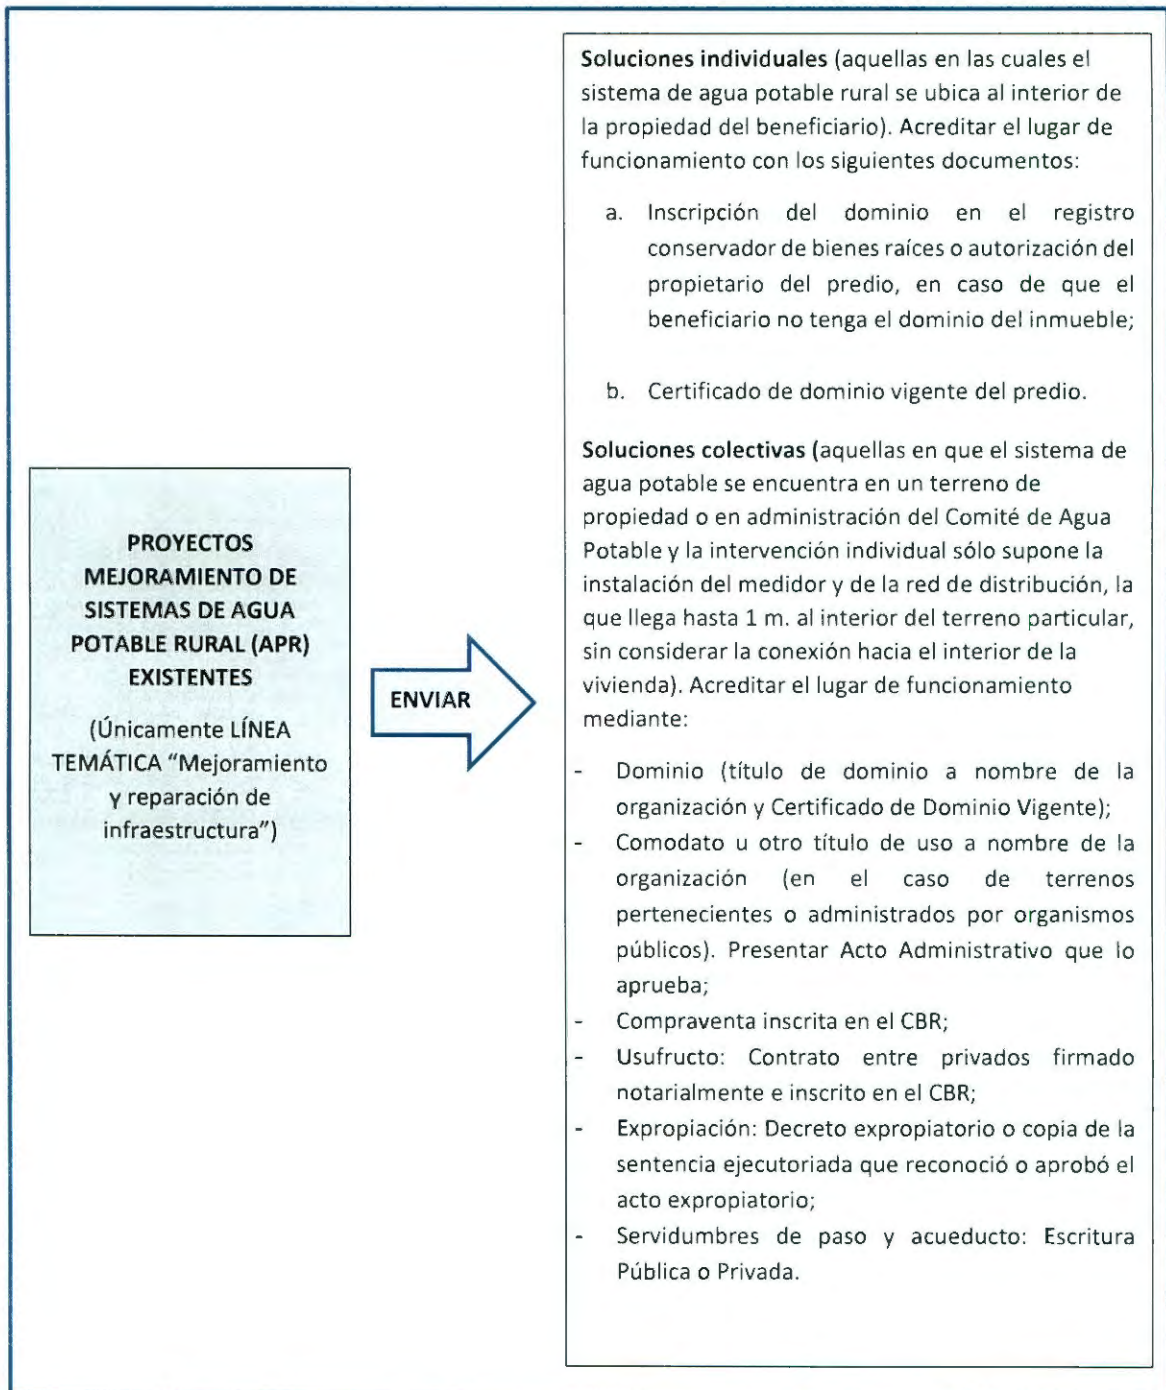 PROYECTOS
MEJORAMIENTO DE
SISTEMAS DE AGUA
POTABLE RURAL (APR)
EXISTENTES
(Únicamente LÍNEA
TEMÁTICA "Mejoramiento
y reparación de
infraestructura")
ENVIAR
Soluciones individuales (aquellas en las cuales el
sistema de agua potable rural se ubica al interior de
la propiedad del beneficiario). Acreditar el lugar de
funcionamiento con los siguientes documentos:
a. Inscripción del dominio en el registro
conservador de bienes raíces o autorización del
propietario del predio, en caso de que el
beneficiario no tenga el dominio del inmueble;
b. Certificado de dominio vigente del predio.
Soluciones colectivas (aquellas en que el sistema de
agua potable se encuentra en un terreno de
propiedad o en administración del Comité de Agua
Potable y la intervención individual sólo supone la
instalación del medidor y de la red de distribución, la
que llega hasta 1 m. al interior del terreno particular,
sin considerar la conexión hacia el interior de la
vivienda). Acreditar el lugar de funcionamiento
mediante:
- Dominio (título de dominio a nombre de la
organización y Certificado de Dominio Vigente);
- Comodato u otro título de uso a nombre de la
organización (en el caso de terrenos
pertenecientes o administrados por organismos
públicos). Presentar Acto Administrativo que lo
aprueba;
- Compraventa inscrita en el CBR;
- Usufructo: Contrato entre privados firmado
notarialmente e inscrito en el CBR;
- Expropiación: Decreto expropiatorio o copia de la
sentencia ejecutoriada que reconoció o aprobó el
acto expropiatorio;
- Servidumbres de paso y acueducto: Escritura
Pública o Privada.